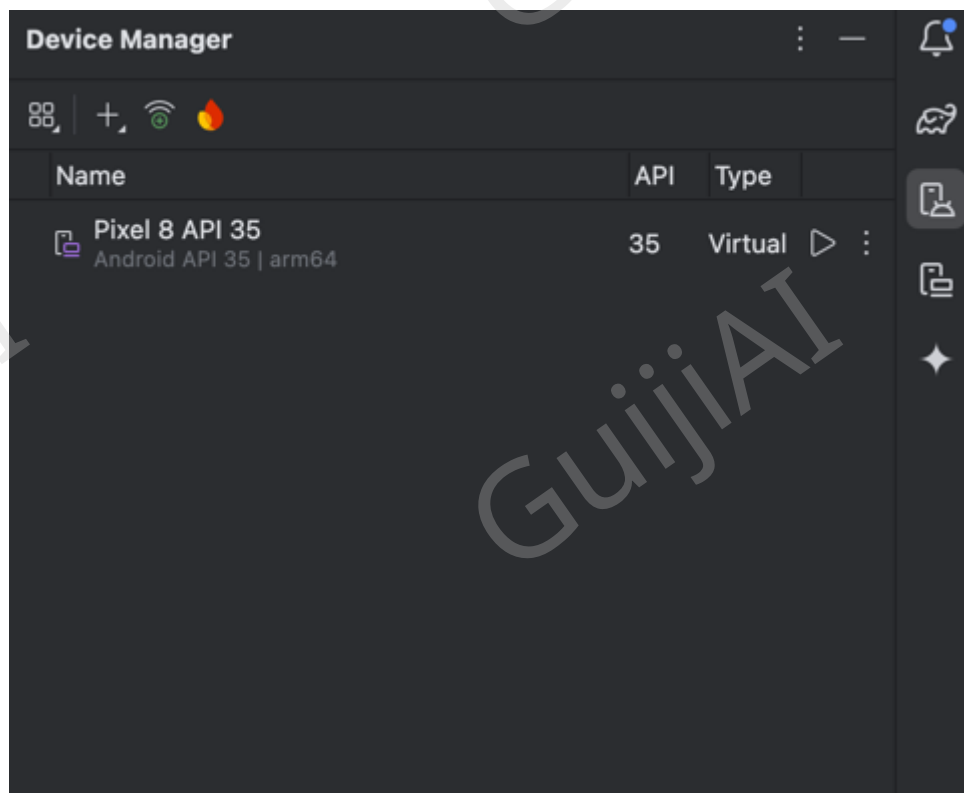 Device Manager
Name API Type
Pixel 8 API 35 35 Virtual
Android API 35 | arm64
GuijiAI